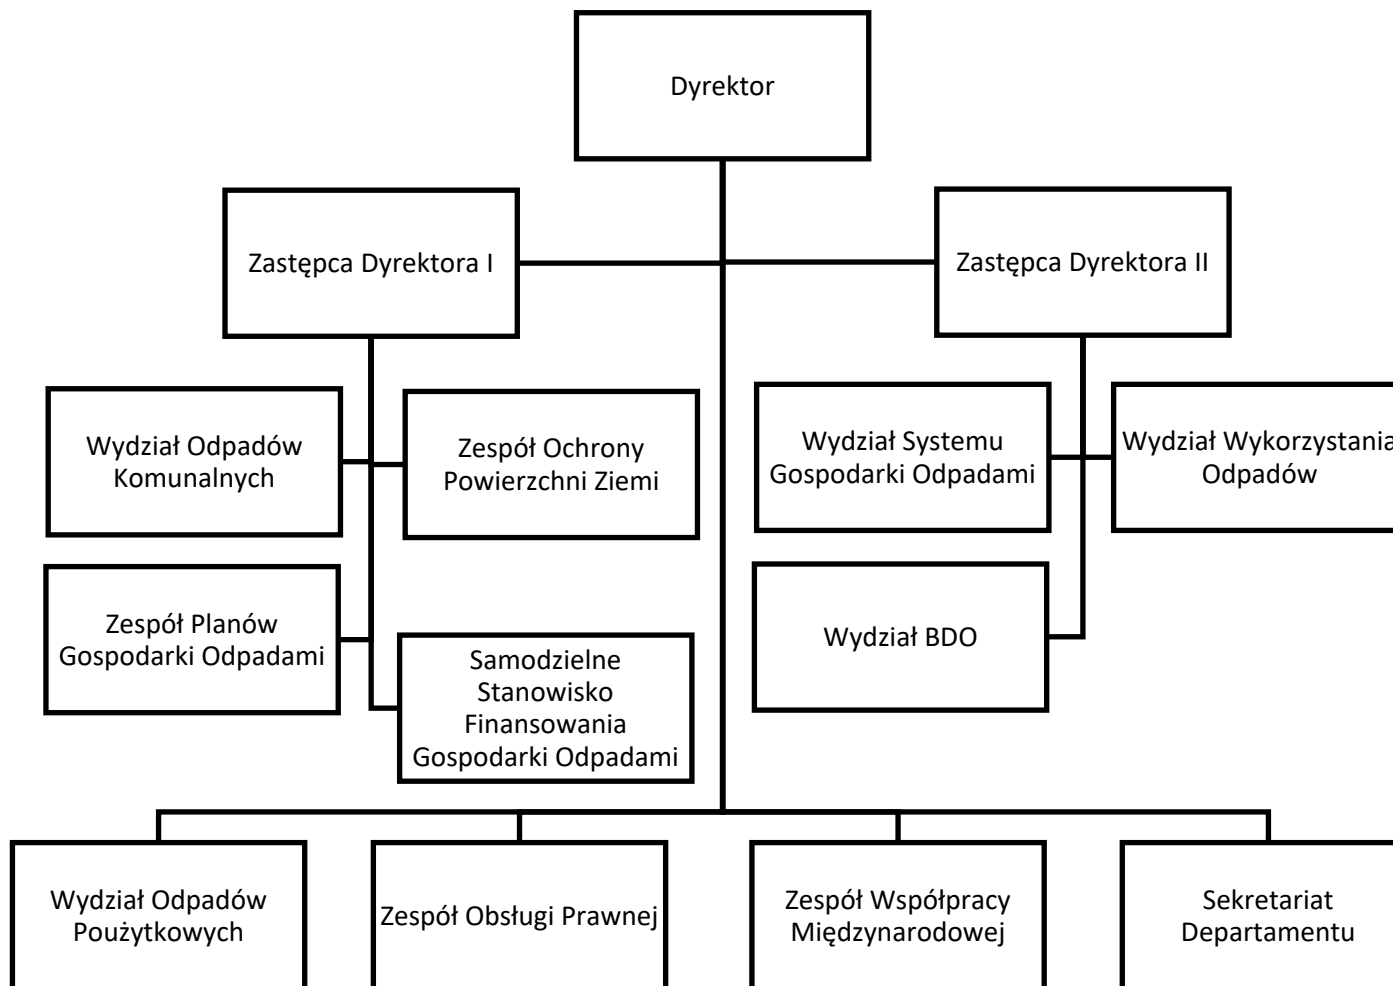 Dyrektor
Zastępca Dyrektora I
Zastępca Dyrektora II
Wydział Odpadów
Komunalnych
Zespół Ochrony
Powierzchni Ziemi
Wydział Systemu
Gospodarki Odpadami
Wydział Wykorzystania
Odpadów
Zespół Planów
Gospodarki Odpadami
Samodzielne
Stanowisko
Finansowania
Gospodarki Odpadami
Wydział BDO
Wydział Odpadów
Poużytkowych
Zespół Obsługi Prawnej
Zespół Współpracy
Międzynarodowej
Sekretariat
Departamentu